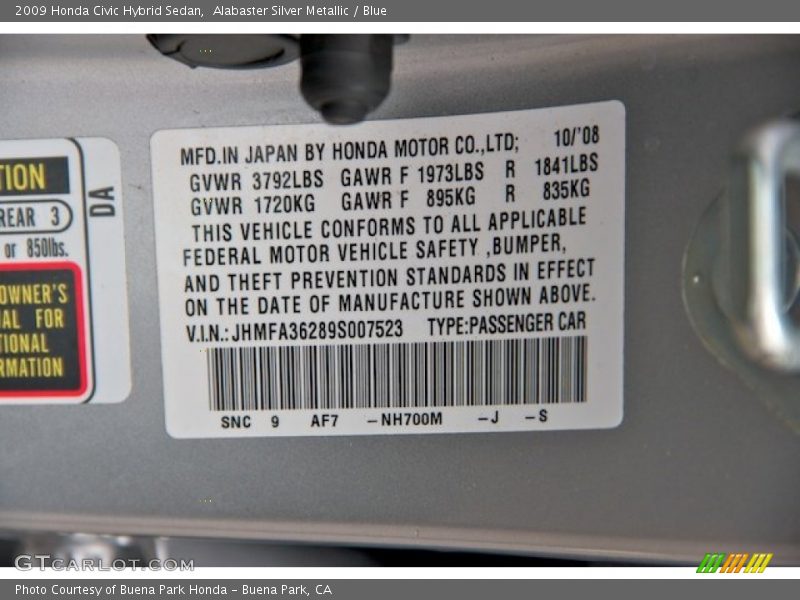 2009 Honda Civic Hybrid Sedan, Alabaster Silver Metallic / Blue
TION
REAR 3
or 850lbs.
OWNER'S
FOR
TIONAL
RMATION
DA
MFD.IN JAPAN BY HONDA MOTOR CO.,LTD; 10/'08
GVWR 3792LBS GAWR F 1973LBS R 1841LBS
GVWR 1720KG GAWR F 895KG R 835KG
THIS VEHICLE CONFORMS TO ALL APPLICABLE
FEDERAL MOTOR VEHICLE SAFETY ,BUMPER,
AND THEFT PREVENTION STANDARDS IN EFFECT
ON THE DATE OF MANUFACTURE SHOWN ABOVE.
V.I.N.: JHMFA36289S007523 TYPE:PASSENGER CAR
SNC 9 AF7 -NH700M -J -S
GTCARLOT.COM
Photo Courtesy of Buena Park Honda - Buena Park, CA